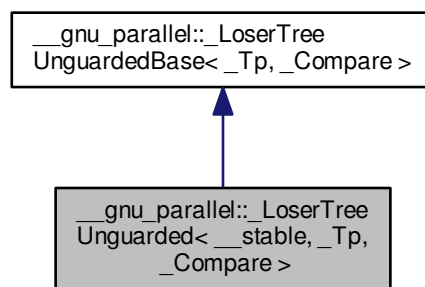 __gnu_parallel::_LoserTree
UnguardedBase< _Tp, _Compare >
__gnu_parallel::_LoserTree
Unguarded< __stable, _Tp,
_Compare >